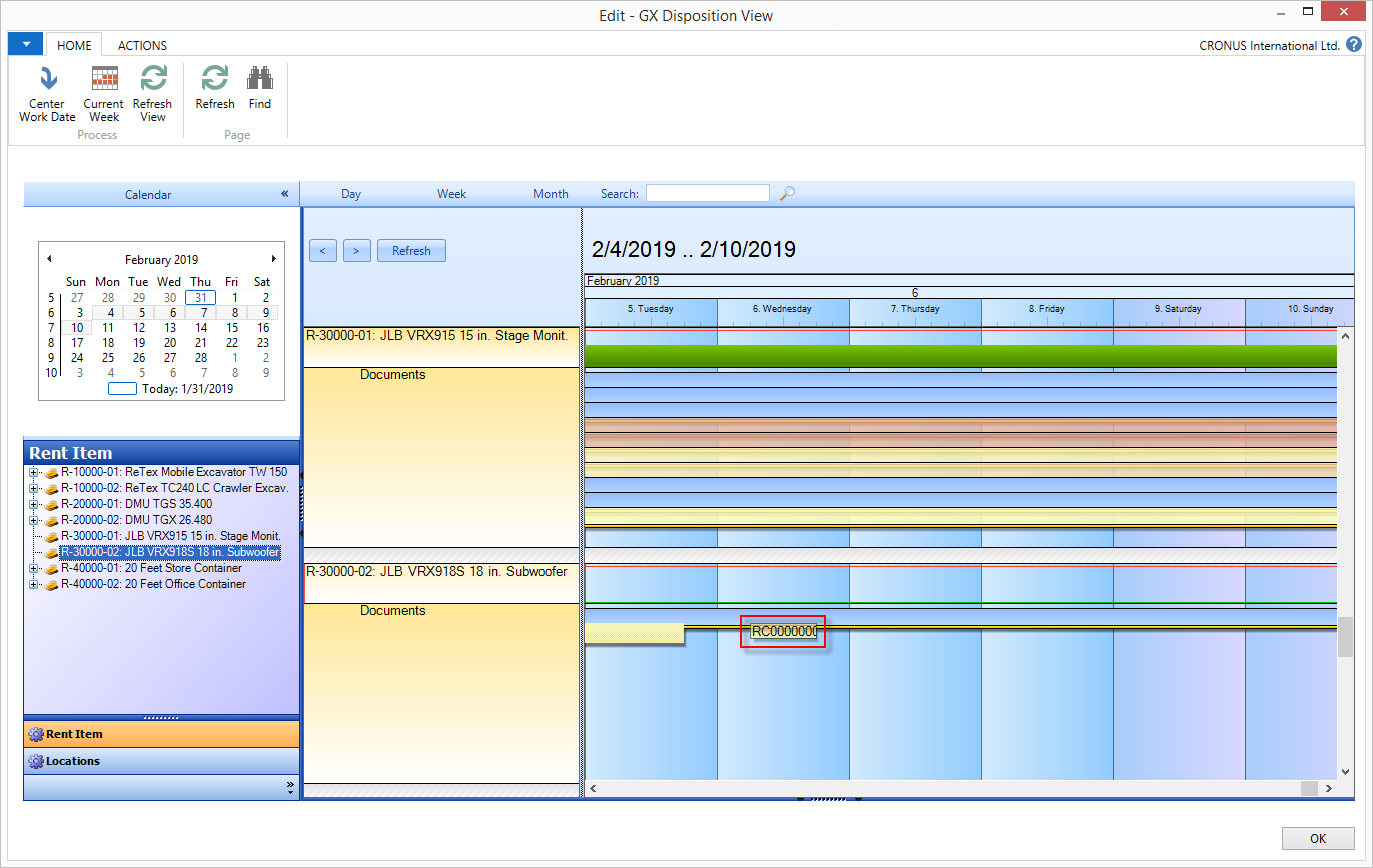 Edit - GX Disposition View
HOME ACTIONS CRONUS International Ltd. ?
Center Work Date
Current Week
Refresh View
Refresh
Find
Process
Page
Calendar «
Day Week Month Search:
February 2019
Sun Mon Tue Wed Thu Fri Sat
5 27 28 29 30 31 1 2
6 3 4 5 6 7 8 9
7 10 11 12 13 14 15 16
8 17 18 19 20 21 22 23
9 24 25 26 27 28 1 2
10 3 4 5 6 7 8 9
Today: 1/31/2019
Rent Item
R-10000-01: ReTex Mobile Excavator TW 150
R-10000-02: ReTex TC240 LC Crawler Excav.
R-20000-01: DMU TGS 35.400
R-20000-02: DMU TGX 26.480
R-30000-01: JLB VRX915 15 in. Stage Monit.
R-30000-02: JLB VRX918S 18 in. Subwoofer
R-40000-01: 20 Feet Store Container
R-40000-02: 20 Feet Office Container
Rent Item
Locations
»
< > Refresh
2/4/2019 .. 2/10/2019
February 2019
6
5. Tuesday 6. Wednesday 7. Thursday 8. Friday 9. Saturday 10. Sunday
R-30000-01: JLB VRX915 15 in. Stage Monit.
Documents
R-30000-02: JLB VRX918S 18 in. Subwoofer
Documents
OK